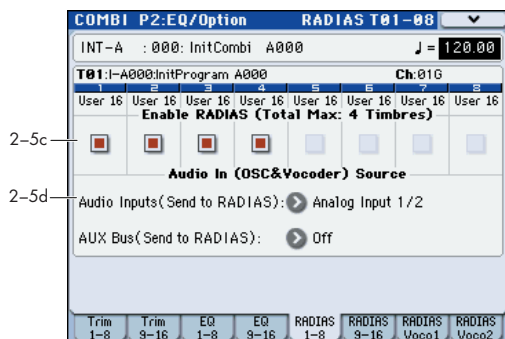 COMBI P2:EQ/Option RADIAS T01-08
INT-A :000: InitCombi A000 ♩= 120.00
T01:I-A000:InitProgram A000 Ch:01G
1 2 3 4 5 6 7 8
User 16 User 16 User 16 User 16 User 16 User 16 User 16 User 16
Enable RADIAS (Total Max: 4 Timbres)
2–5c
Audio In (OSC&Vocoder) Source
2–5d
Audio Inputs(Send to RADIAS): Analog Input 1/2
AUX Bus(Send to RADIAS): Off
Trim 1-8 Trim 9-16 EQ 1-8 EQ 9-16 RADIAS 1-8 RADIAS 9-16 RADIAS Voco1 RADIAS Voco2